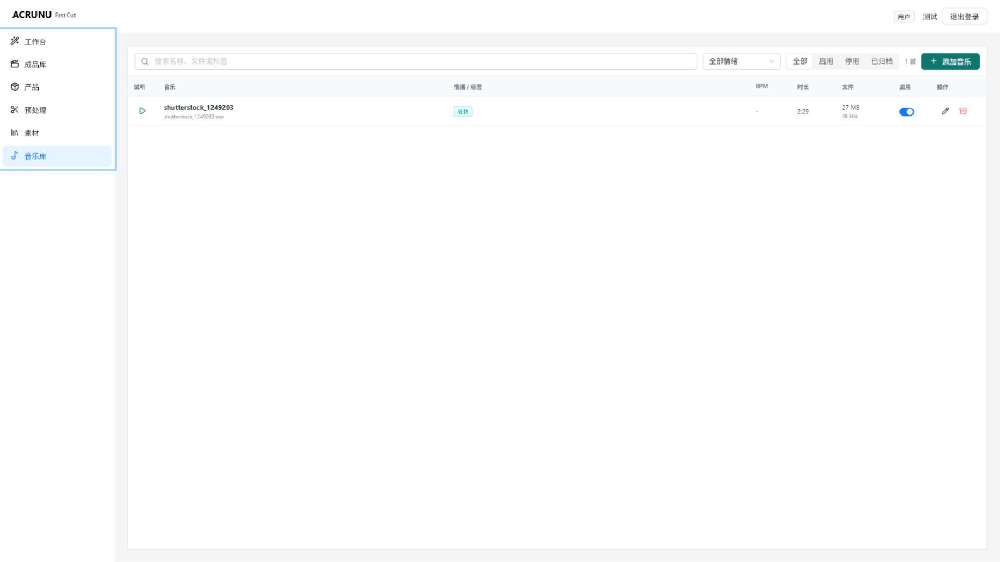 ACRUNU Fast Cut
用户 测试 退出登录
工作台
成品库
产品
预处理
素材
音乐库
搜索名称、文件或标签 全部情绪 全部 启用 停用 已归档 1 首 + 添加音乐
试听 音乐 情绪 / 标签 BPM 时长 文件 启用 操作
shutterstock_1249203 轻快 - 2:29 27 MB
shutterstock_1249203.wav 48 kHz